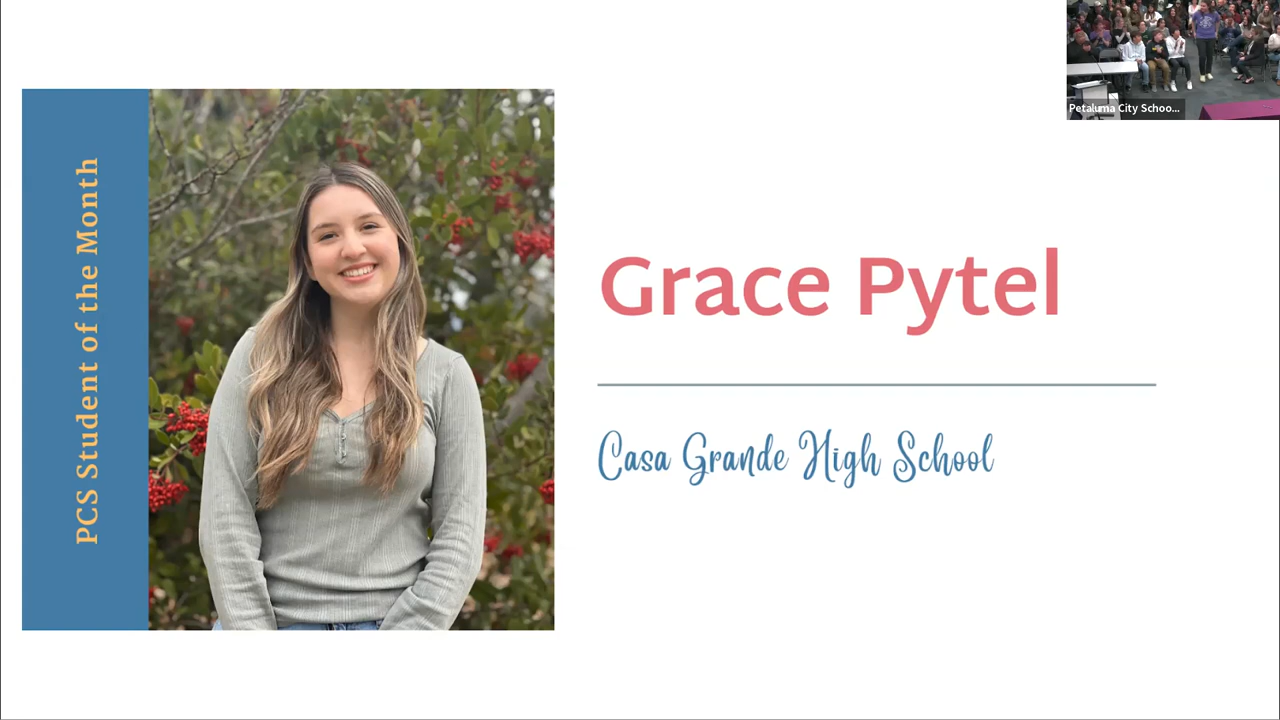 Petaluma City Schoo...
PCS Student of the Month
Grace Pytel
Casa Grande High School